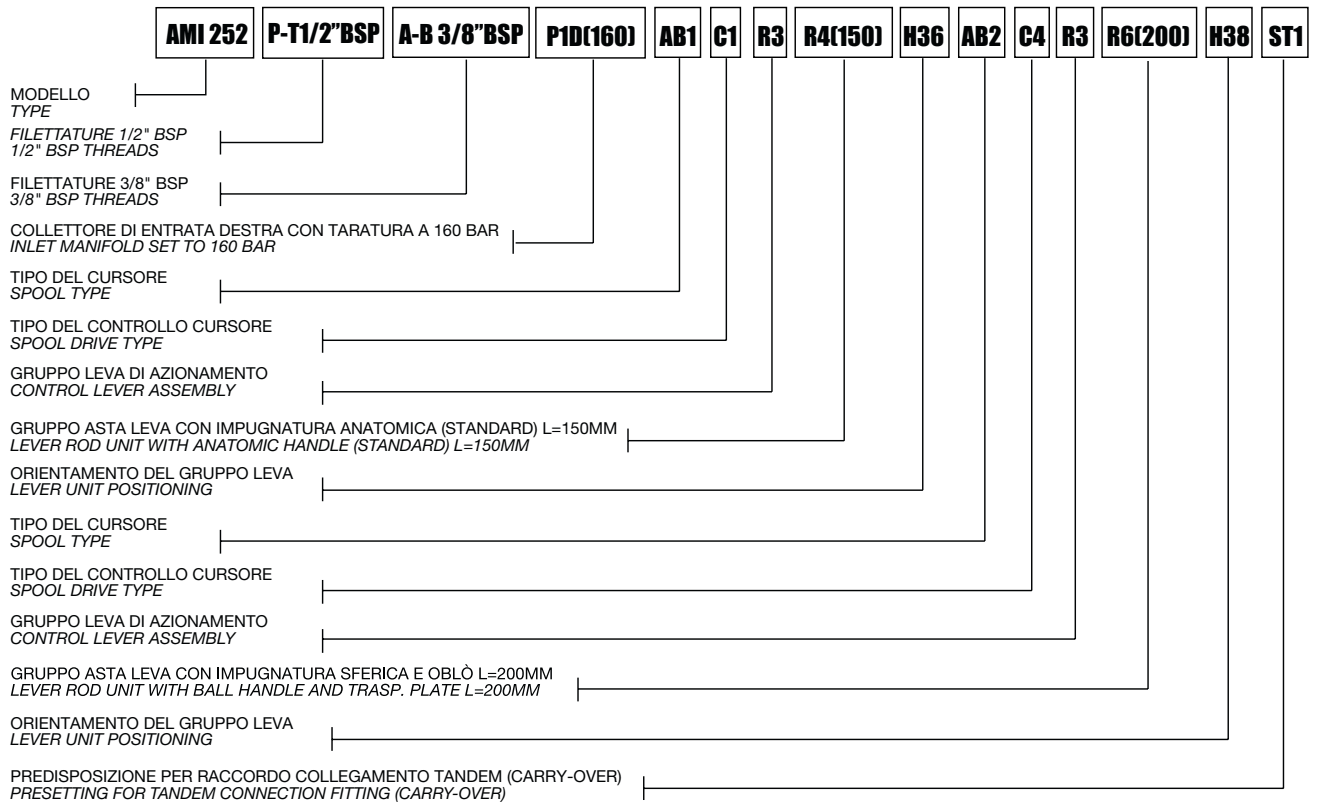 AMI 252 P-T1/2”BSP A-B 3/8”BSP P1D(160) AB1 C1 R3 R4(150) H36 AB2 C4 R3 R6(200) H38 ST1
MODELLO
TYPE
FILETTATURE 1/2" BSP
1/2" BSP THREADS
FILETTATURE 3/8" BSP
3/8" BSP THREADS
COLLETTORE DI ENTRATA DESTRA CON TARATURA A 160 BAR
INLET MANIFOLD SET TO 160 BAR
TIPO DEL CURSORE
SPOOL TYPE
TIPO DEL CONTROLLO CURSORE
SPOOL DRIVE TYPE
GRUPPO LEVA DI AZIONAMENTO
CONTROL LEVER ASSEMBLY
GRUPPO ASTA LEVA CON IMPUGNATURA ANATOMICA (STANDARD) L=150MM
LEVER ROD UNIT WITH ANATOMIC HANDLE (STANDARD) L=150MM
ORIENTAMENTO DEL GRUPPO LEVA
LEVER UNIT POSITIONING
TIPO DEL CURSORE
SPOOL TYPE
TIPO DEL CONTROLLO CURSORE
SPOOL DRIVE TYPE
GRUPPO LEVA DI AZIONAMENTO
CONTROL LEVER ASSEMBLY
GRUPPO ASTA LEVA CON IMPUGNATURA SFERICA E OBLÒ L=200MM
LEVER ROD UNIT WITH BALL HANDLE AND TRASP. PLATE L=200MM
ORIENTAMENTO DEL GRUPPO LEVA
LEVER UNIT POSITIONING
PREDISPOSIZIONE PER RACCORDO COLLEGAMENTO TANDEM (CARRY-OVER)
PRESETTING FOR TANDEM CONNECTION FITTING (CARRY-OVER)